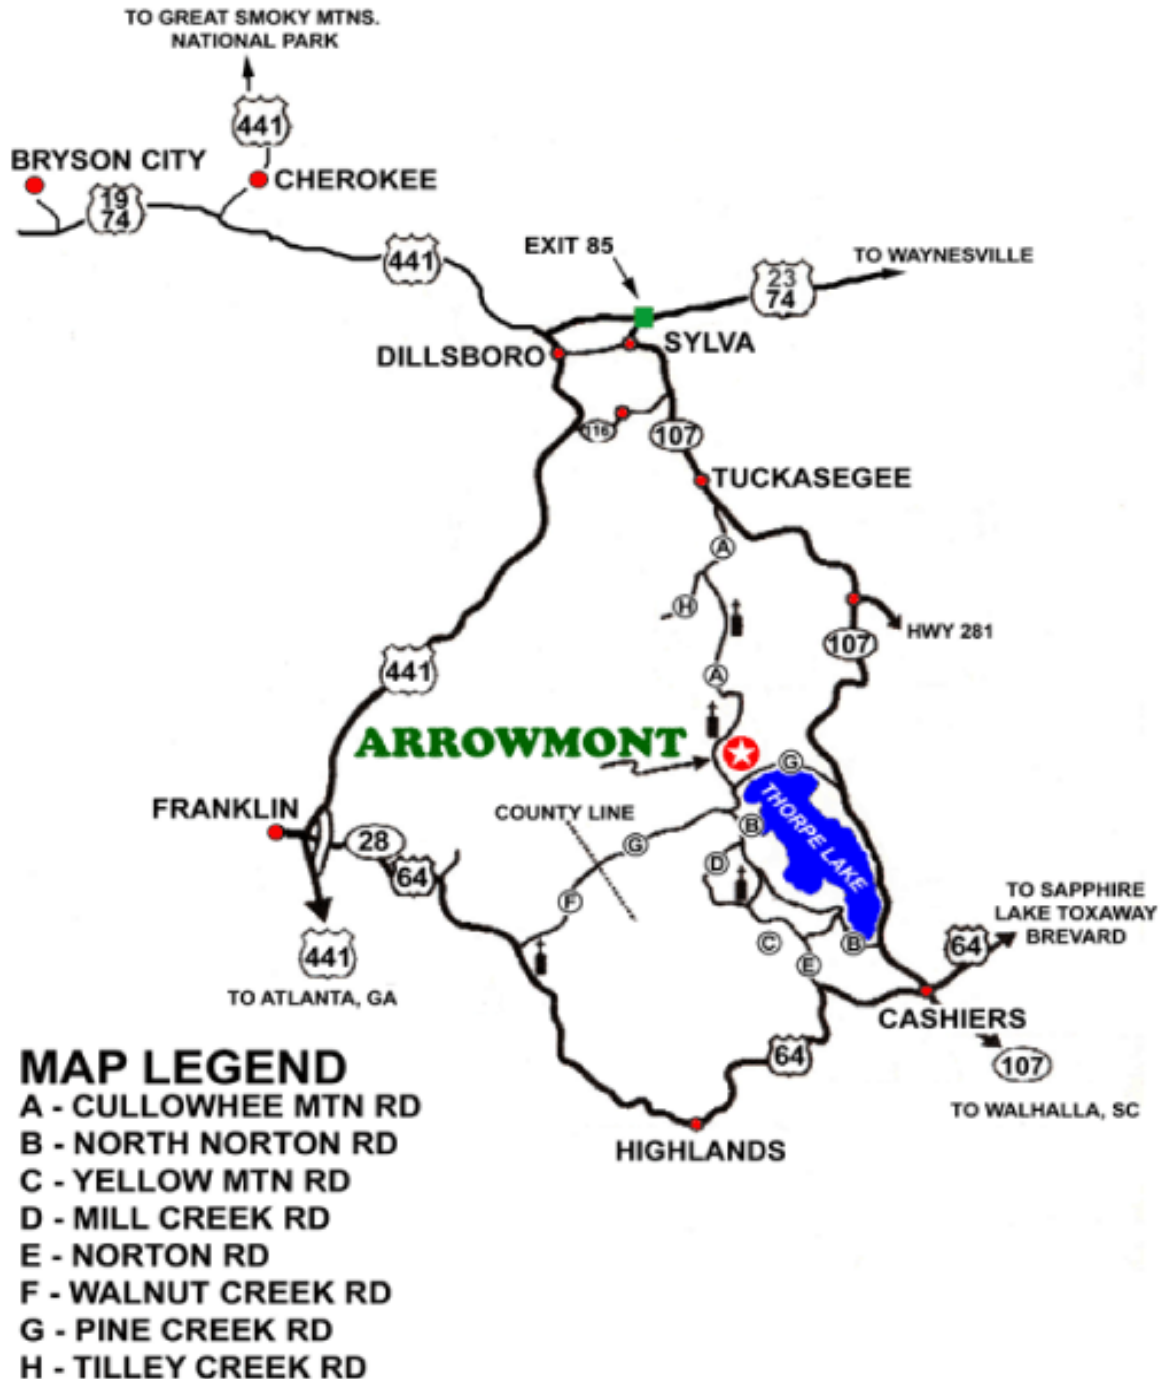 TO GREAT SMOKY MTNS.
NATIONAL PARK
441
BRYSON CITY
CHEROKEE
19
74
441
EXIT 85
TO WAYNESVILLE
23
74
DILLSBORO
SYLVA
116
107
TUCKASEGEE
A
H
HWY 281
107
441
A
ARROWMONT
G
THORPE LAKE
FRANKLIN
COUNTY LINE
B
28
G
D
64
F
TO SAPPHIRE
LAKE TOXAWAY
BREVARD
C
B
64
441
E
TO ATLANTA, GA
CASHIERS
64
107
MAP LEGEND
TO WALHALLA, SC
HIGHLANDS
A - CULLOWHEE MTN RD
B - NORTH NORTON RD
C - YELLOW MTN RD
D - MILL CREEK RD
E - NORTON RD
F - WALNUT CREEK RD
G - PINE CREEK RD
H - TILLEY CREEK RD